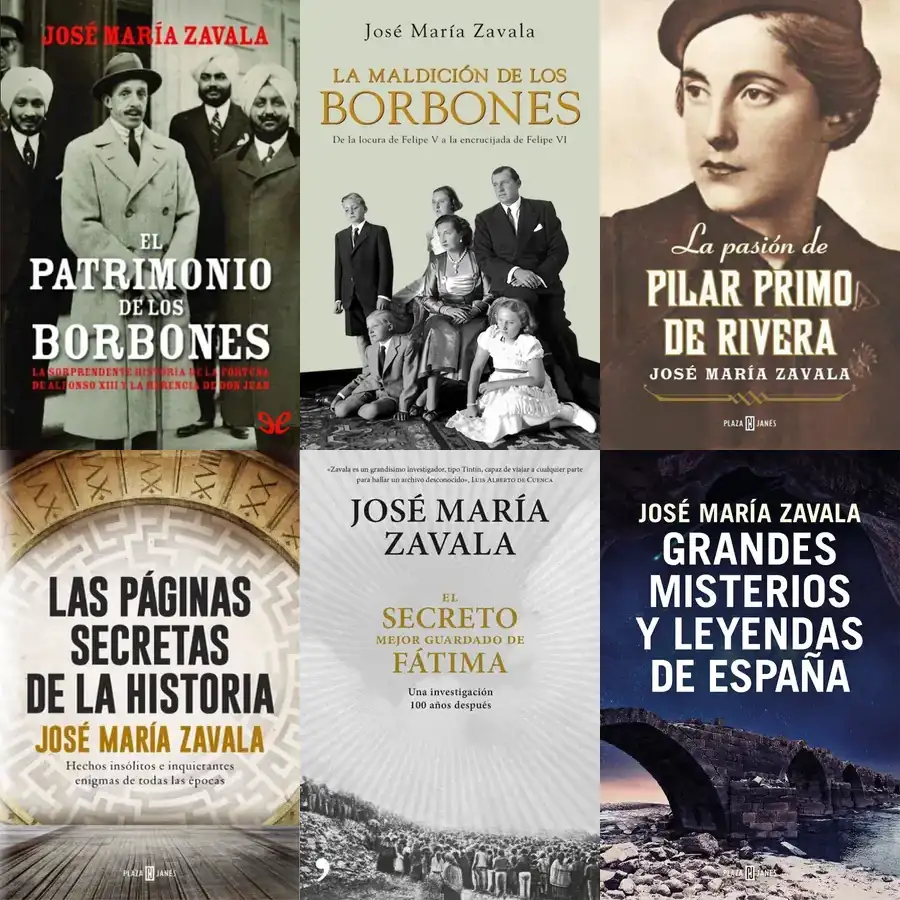 JOSÉ MARÍA ZAVALA
EL
PATRIMONIO
DE LOS
BORBONES
LA SORPRENDENTE HISTORIA DE LA FORTUNA
DE ALFONSO XIII Y LA HERENCIA DE DON JUAN
José María Zavala
LA MALDICIÓN DE LOS
BORBONES
De la locura de Felipe V a la encrucijada de Felipe VI
La pasión de
PILAR PRIMO
DE RIVERA
JOSÉ MARÍA ZAVALA
PLAZA JANÉS
LAS PÁGINAS
SECRETAS
DE LA HISTORIA
JOSÉ MARÍA ZAVALA
Hechos insólitos e inquietantes
enigmas de todas las épocas
PLAZA JANÉS
«Zavala es un grandísimo investigador, tipo Tintín, capaz de viajar a cualquier parte
para hallar un archivo desconocido», LUIS ALBERTO DE CUENCA
JOSÉ MARÍA
ZAVALA
EL
SECRETO
MEJOR GUARDADO DE
FÁTIMA
Una investigación
100 años después
JOSÉ MARÍA ZAVALA
GRANDES
MISTERIOS
Y LEYENDAS
DE ESPAÑA
PLAZA JANÉS